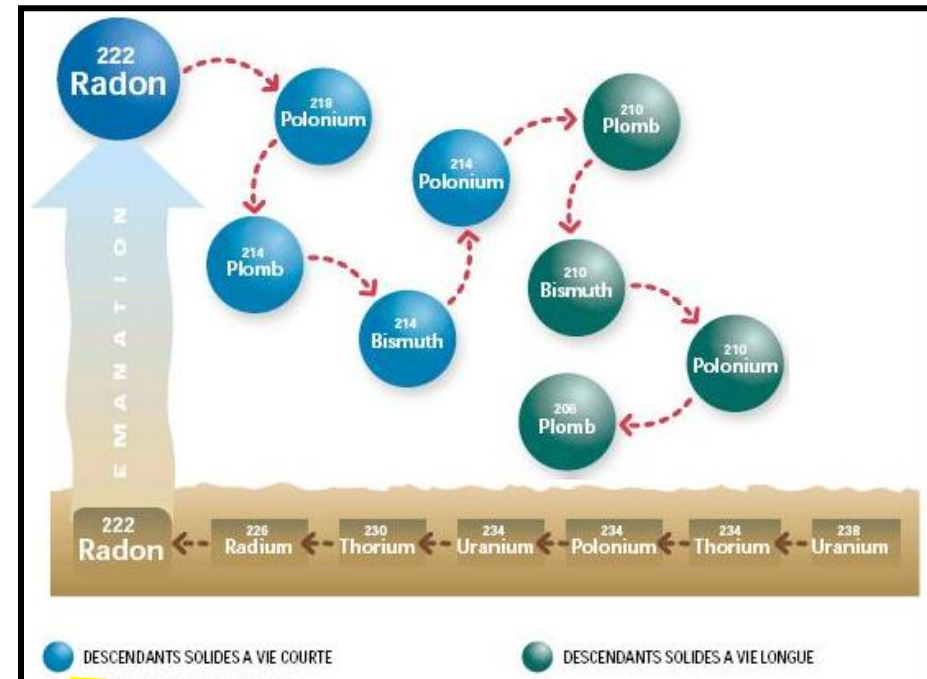 222
Radon
218
Polonium
214
Plomb
214
Bismuth
214
Polonium
210
Plomb
210
Bismuth
210
Polonium
206
Plomb
EMANATION
222
Radon
226
Radium
230
Thorium
234
Uranium
234
Polonium
234
Thorium
238
Uranium
DESCENDANTS SOLIDES A VIE COURTE
DESCENDANTS SOLIDES A VIE LONGUE